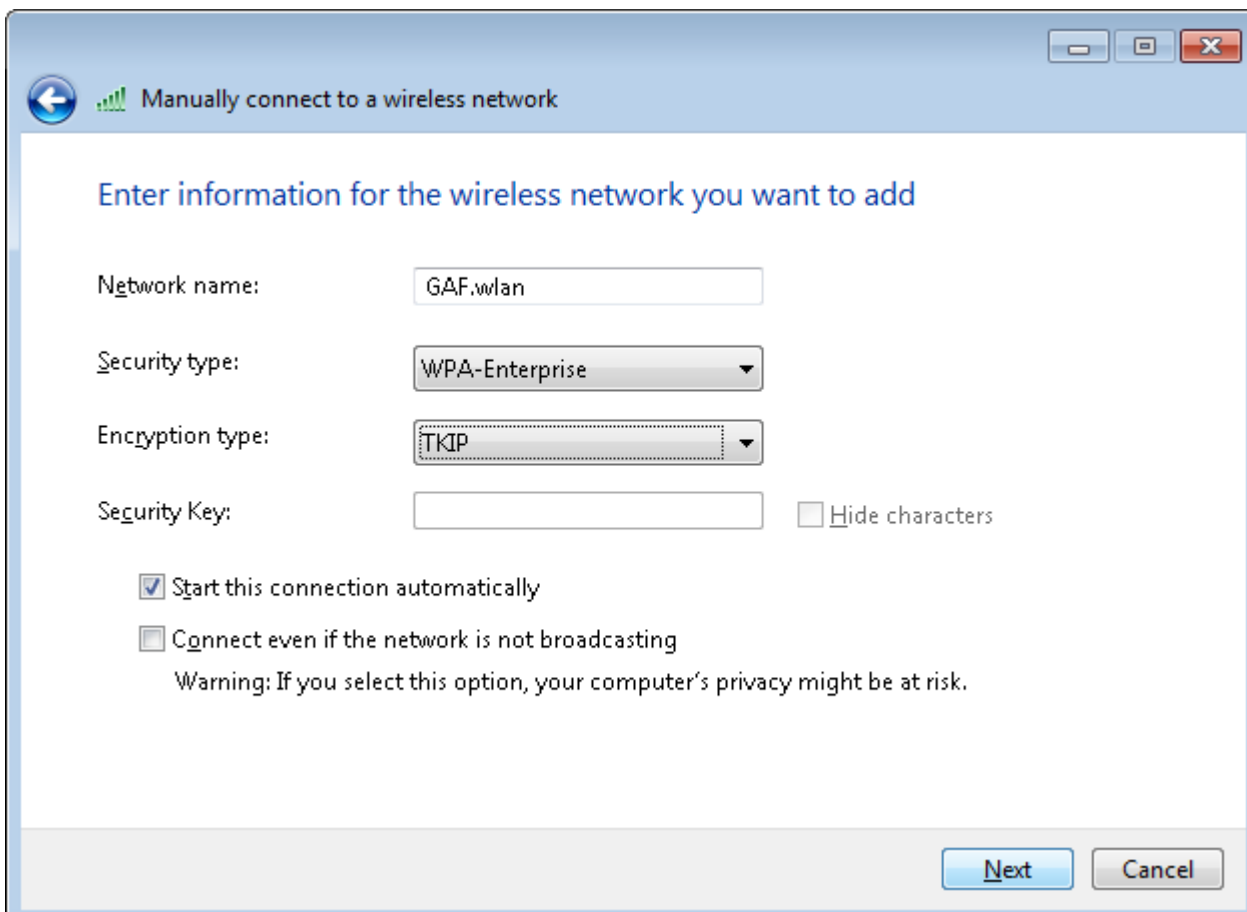 Manually connect to a wireless network
Enter information for the wireless network you want to add
Network name: GAF.wlan
Security type: WPA-Enterprise
Encryption type: TKIP
Security Key: Hide characters
Start this connection automatically
Connect even if the network is not broadcasting
Warning: If you select this option, your computer's privacy might be at risk.
Next Cancel